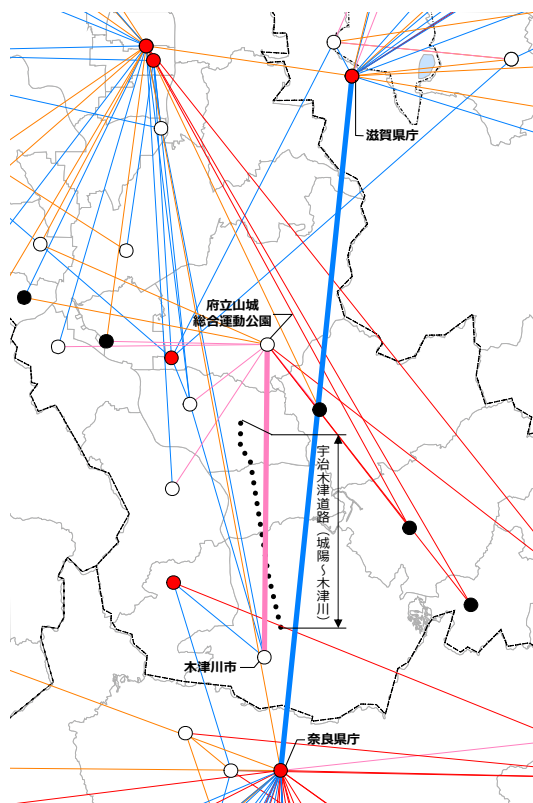 滋賀県庁
府立山城
総合運動公園
宇治木津道路（城陽～木津川）
木津川市
奈良県庁